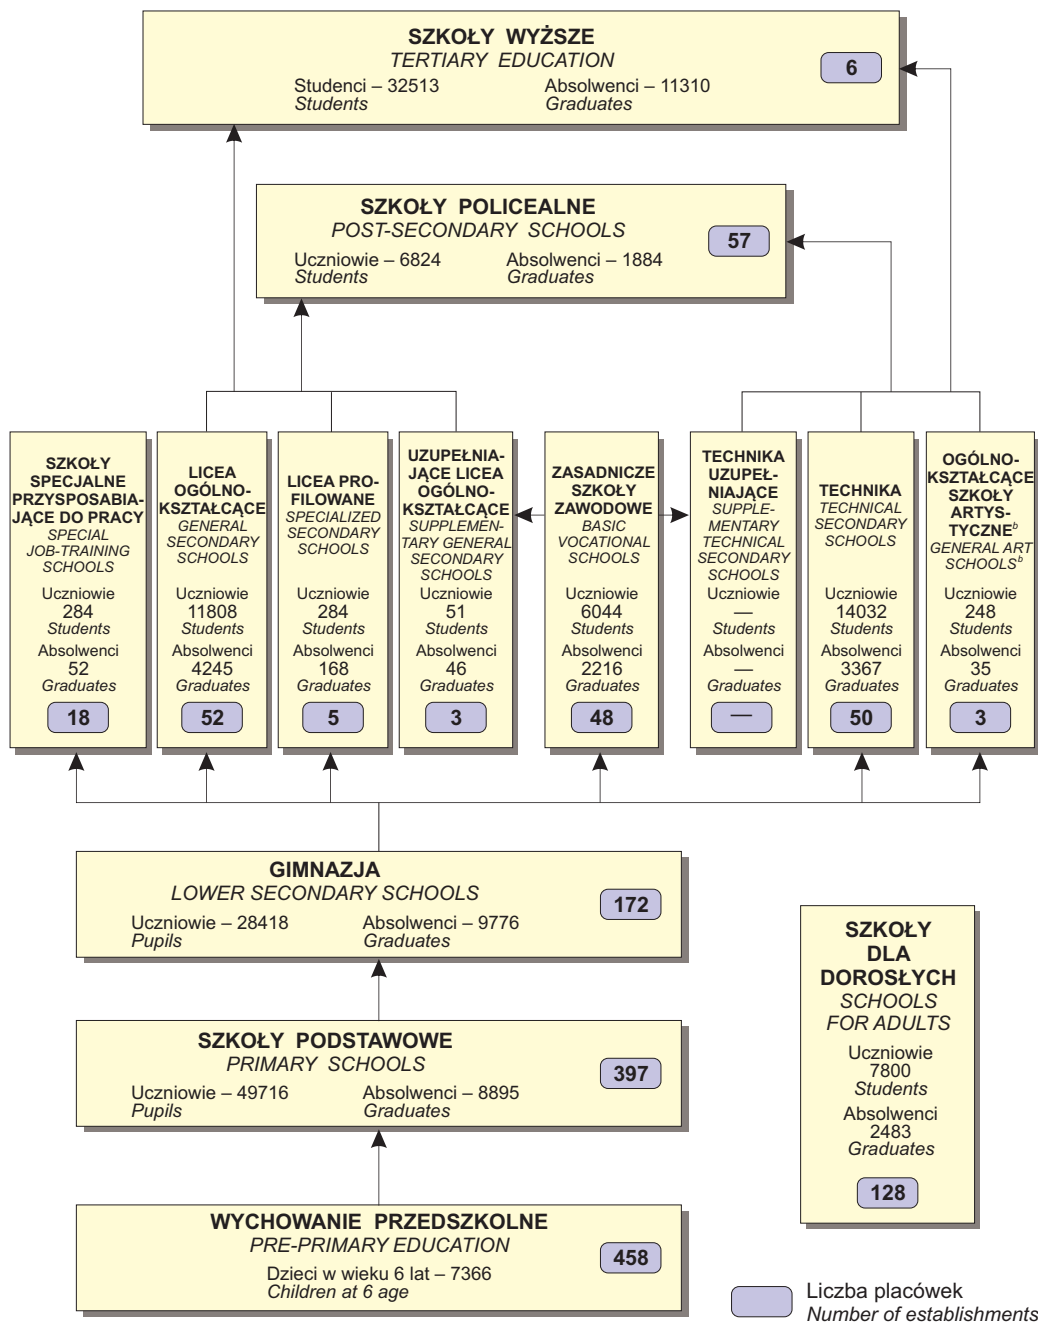 SZKOŁY WYŻSZE
TERTIARY EDUCATION
Studenci – 32513
Students
Absolwenci – 11310
Graduates
6
SZKOŁY POLICEALNE
POST-SECONDARY SCHOOLS
Uczniowie – 6824
Students
Absolwenci – 1884
Graduates
57
SZKOŁY
SPECJALNE
PRZYSPOSABIA-
JĄCE DO PRACY
SPECIAL
JOB-TRAINING
SCHOOLS
Uczniowie
284
Students
Absolwenci
52
Graduates
18
LICEA
OGÓLNO-
KSZTAŁCĄCE
GENERAL
SECONDARY
SCHOOLS
Uczniowie
11808
Students
Absolwenci
4245
Graduates
52
LICEA PRO-
FILOWANE
SPECIALIZED
SECONDARY
SCHOOLS
Uczniowie
284
Students
Absolwenci
168
Graduates
5
UZUPEŁNIA-
JĄCE LICEA
OGÓLNO-
KSZTAŁCĄCE
SUPPLEMEN-
TARY GENERAL
SECONDARY
SCHOOLS
Uczniowie
51
Students
Absolwenci
46
Graduates
3
ZASADNICZE
SZKOŁY
ZAWODOWE
BASIC
VOCATIONAL
SCHOOLS
Uczniowie
6044
Students
Absolwenci
2216
Graduates
48
TECHNIKA
UZUPEŁ-
NIAJĄCE
SUPPLE-
MENTARY
TECHNICAL
SECONDARY
SCHOOLS
Uczniowie
—
Students
Absolwenci
—
Graduates
—
TECHNIKA
TECHNICAL
SECONDARY
SCHOOLS
Uczniowie
14032
Students
Absolwenci
3367
Graduates
50
OGÓLNO-
KSZTAŁCĄCE
SZKOŁY
ARTYS-
TYCZNEᵇ
GENERAL ART
SCHOOLSᵇ
Uczniowie
248
Students
Absolwenci
35
Graduates
3
GIMNAZJA
LOWER SECONDARY SCHOOLS
Uczniowie – 28418
Pupils
Absolwenci – 9776
Graduates
172
SZKOŁY PODSTAWOWE
PRIMARY SCHOOLS
Uczniowie – 49716
Pupils
Absolwenci – 8895
Graduates
397
WYCHOWANIE PRZEDSZKOLNE
PRE-PRIMARY EDUCATION
Dzieci w wieku 6 lat – 7366
Children at 6 age
458
SZKOŁY
DLA
DOROSŁYCH
SCHOOLS
FOR ADULTS
Uczniowie
7800
Students
Absolwenci
2483
Graduates
128
Liczba placówek
Number of establishments